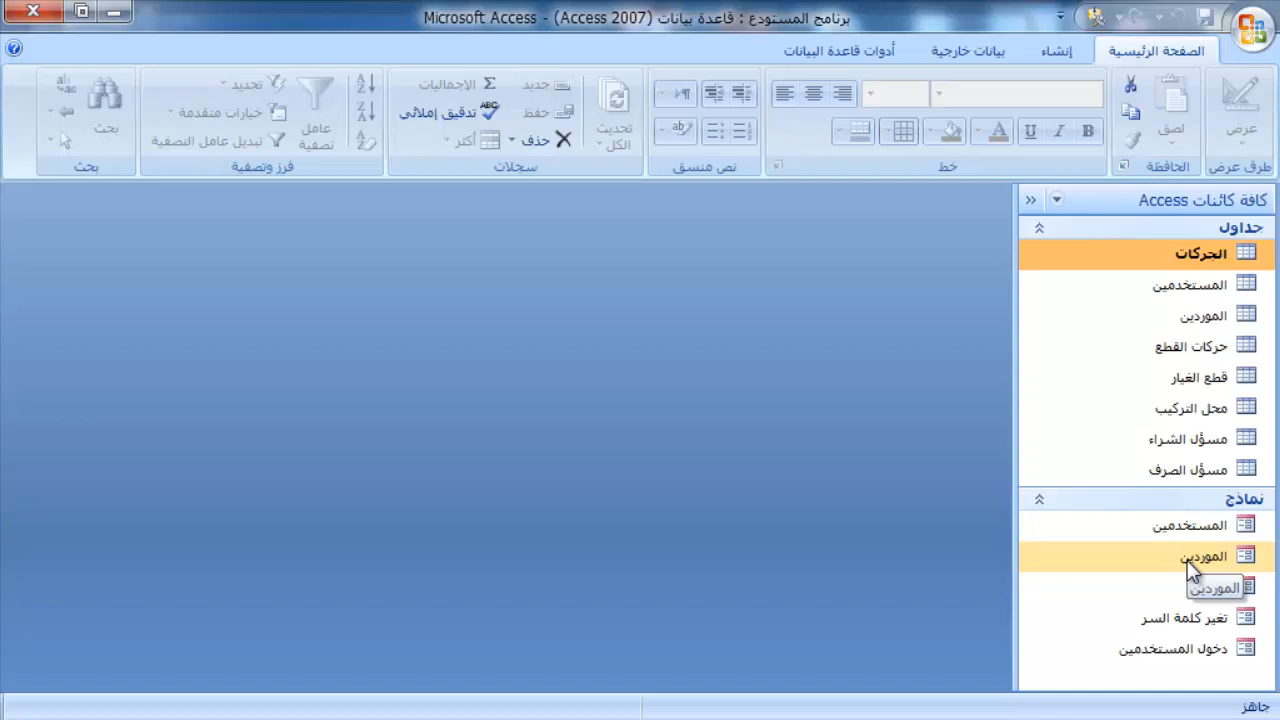 برنامج المستودع : قاعدة بيانات (Access 2007) - Microsoft Access
الصفحة الرئيسية
إنشاء
بيانات خارجية
أدوات قاعدة البيانات
عرض
طرق عرض
لصق
الحافظة
B I U A
خط
نص منسق
تحديث الكل
جديد
حفظ
حذف
الإجماليات
تدقيق إملائي
أكثر
سجلات
عامل تصفية
تحديد
خيارات متقدمة
تبديل عامل التصفية
فرز وتصفية
بحث
بحث
كافة كائنات Access
جداول
الجركات
المستخدمين
الموردين
حركات القطع
قطع الغيار
محل التركيب
مسؤل الشراء
مسؤل الصرف
نماذج
المستخدمين
الموردين
الموردين
تغير كلمة السر
دخول المستخدمين
جاهز